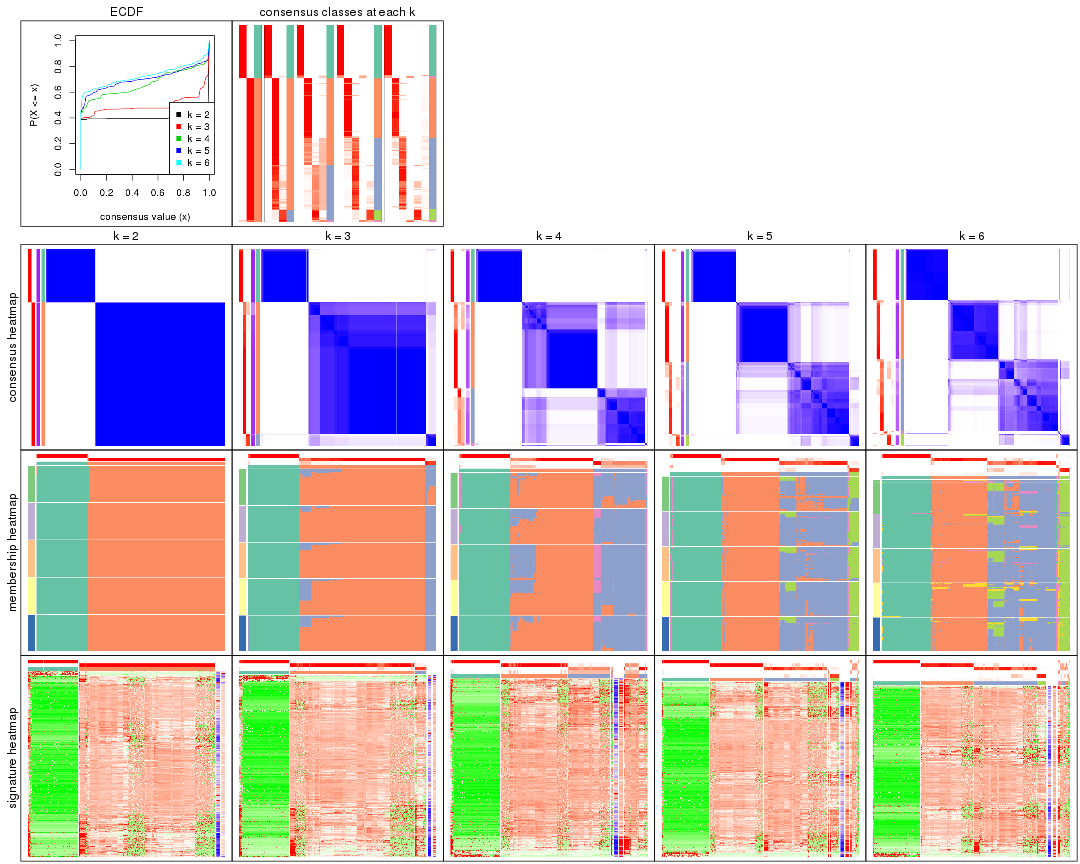 ECDF
consensus classes at each k
P(X <= x)
0.0
0.2
0.4
0.6
0.8
1.0
k = 2
k = 3
k = 4
k = 5
k = 6
0.0 0.2 0.4 0.6 0.8 1.0
consensus value (x)
k = 2
k = 3
k = 4
k = 5
k = 6
consensus heatmap
membership heatmap
signature heatmap